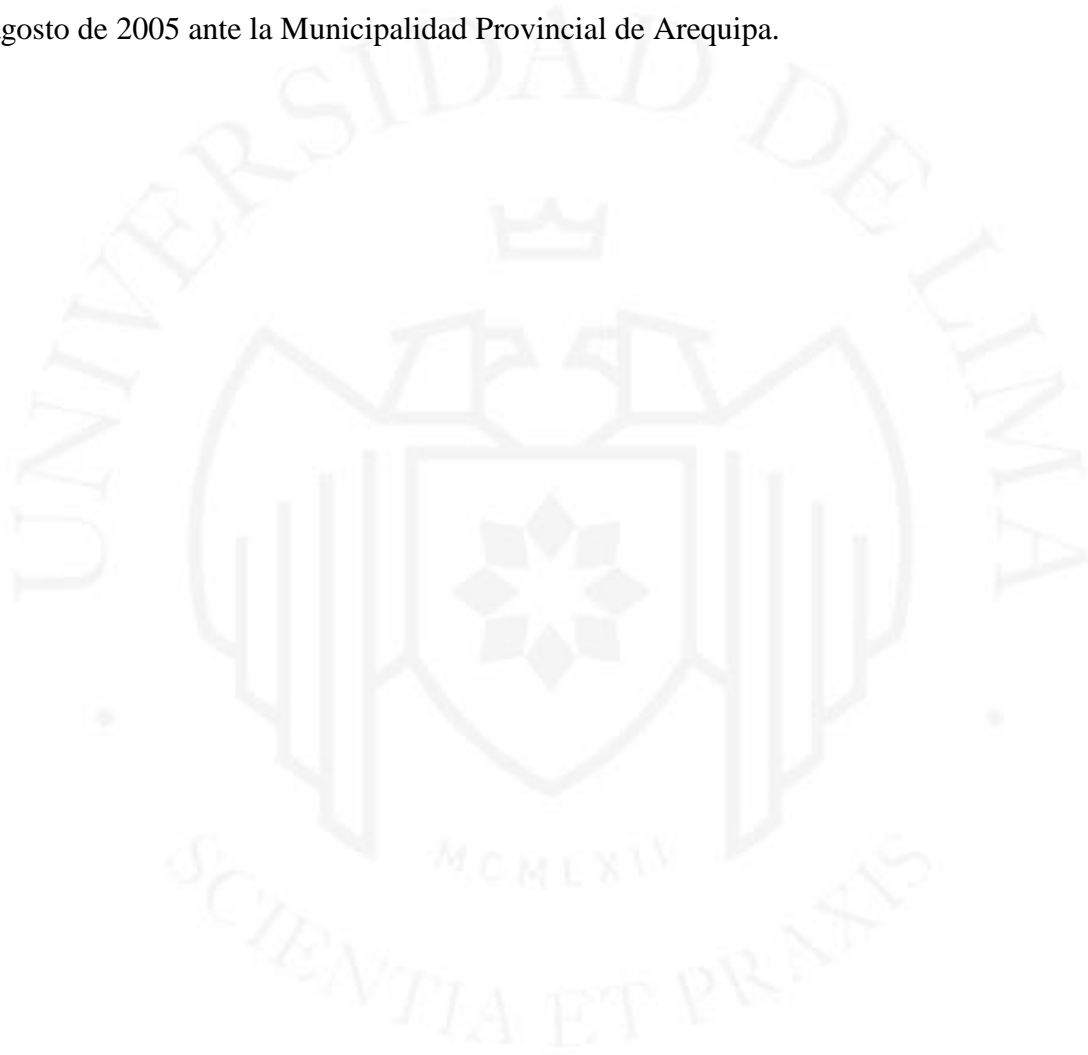 gosto de 2005 ante la Municipalidad Provincial de Arequipa.
UNIVERSIDAD DE LIMA
MCMLXII
SCIENTIA ET PRAXIS